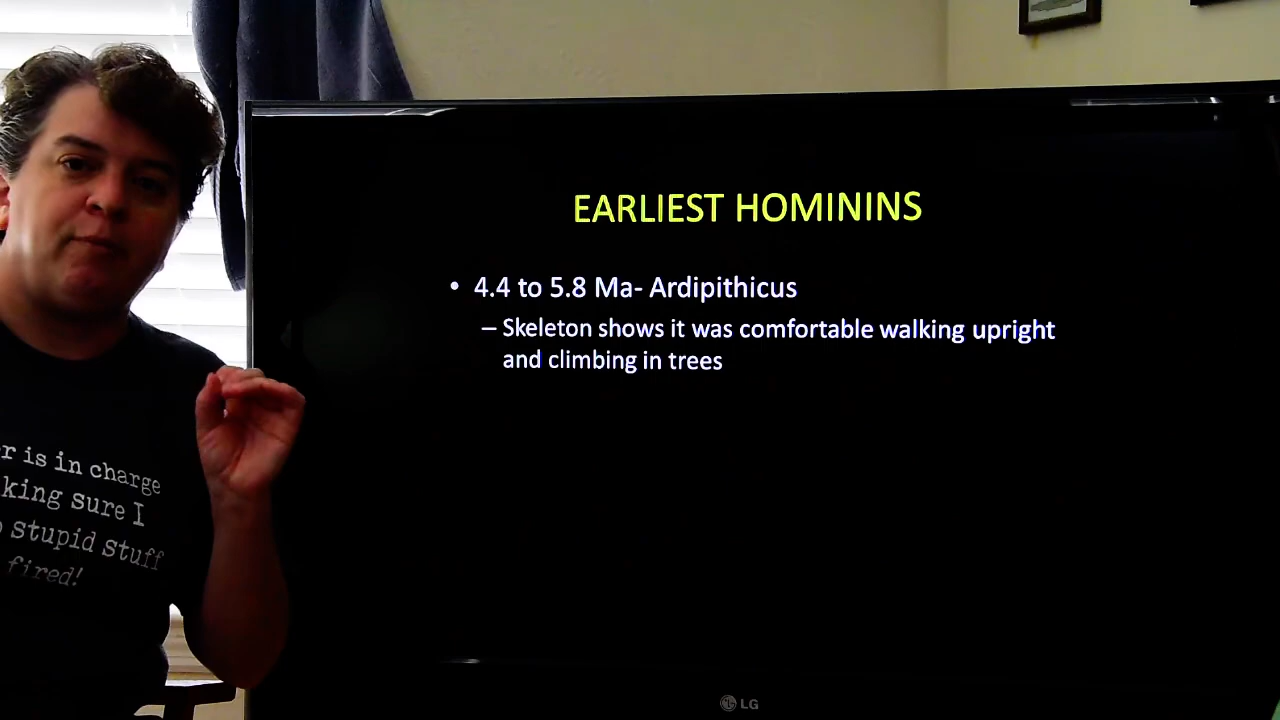 EARLIEST HOMININS
• 4.4 to 5.8 Ma- Ardipithicus
– Skeleton shows it was comfortable walking upright
and climbing in trees
is in charge
sure I
stupid stuff
fired!
LG